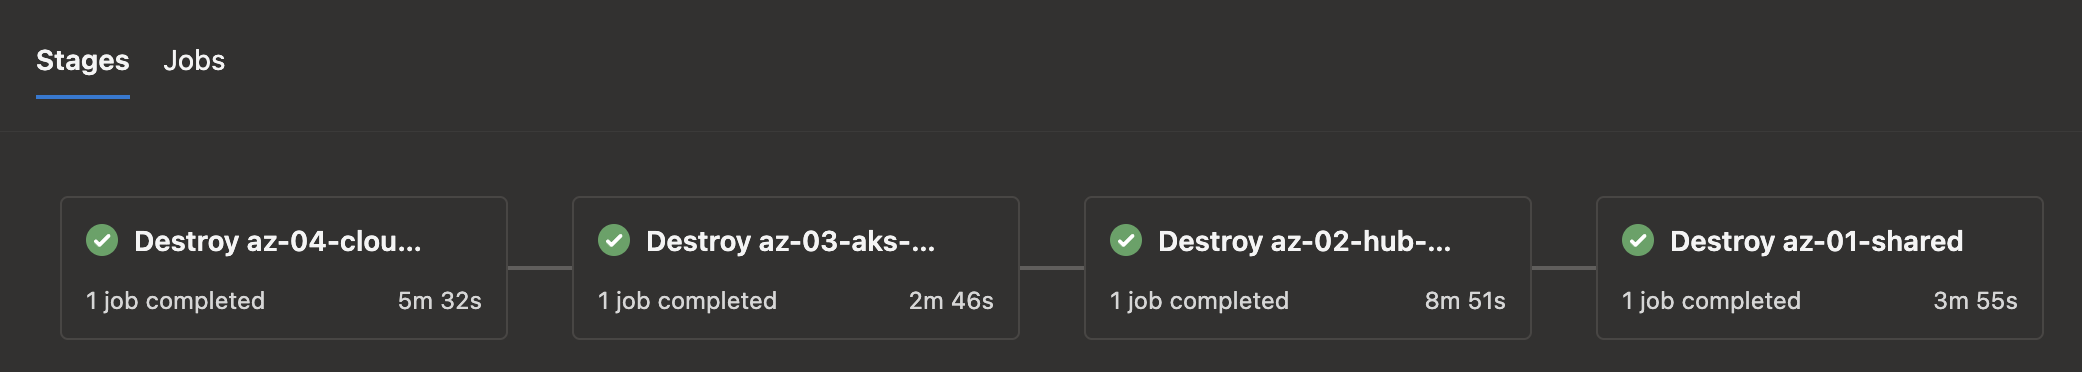 Stages Jobs
Destroy az-04-clou...
1 job completed 5m 32s
Destroy az-03-aks-...
1 job completed 2m 46s
Destroy az-02-hub-...
1 job completed 8m 51s
Destroy az-01-shared
1 job completed 3m 55s